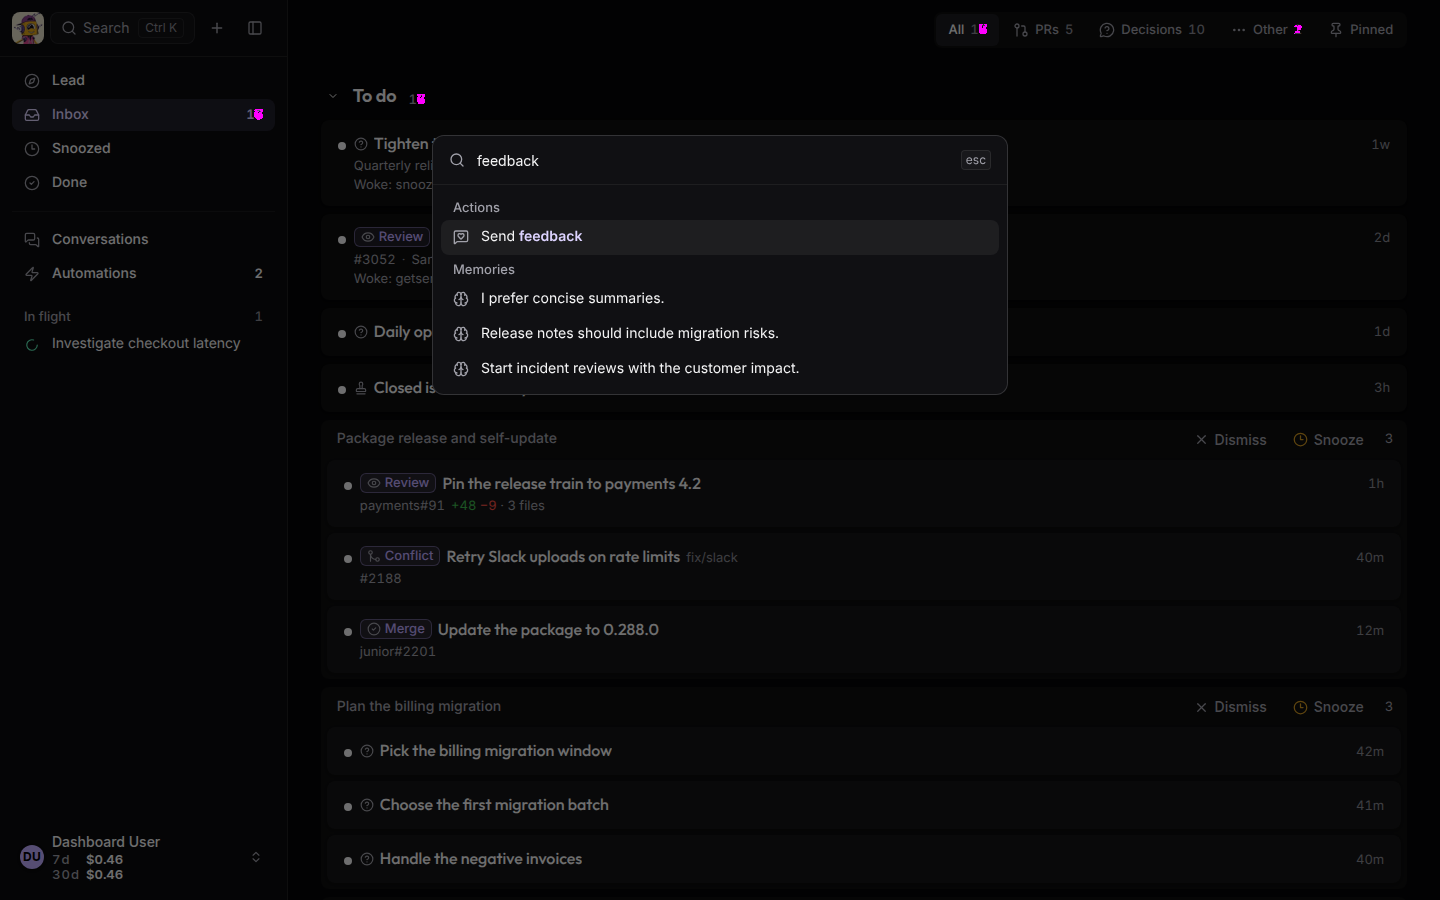 Search Ctrl K
Lead
Inbox
Snoozed
Done
Conversations
Automations 2
In flight 1
Investigate checkout latency
Dashboard User
DU
7d $0.46
30d $0.46
All
PRs 5
Decisions 10
Other
Pinned
To do
Tighten
1w
Quarterly
Woke:
Review
2d
#3052 ·
Woke:
Daily
1d
Closed
3h
feedback
esc
Actions
Send feedback
Memories
I prefer concise summaries.
Release notes should include migration risks.
Start incident reviews with the customer impact.
Package release and self-update
Dismiss Snooze 3
Review Pin the release train to payments 4.2
1h
payments#91 +48 −9 · 3 files
Conflict Retry Slack uploads on rate limits fix/slack
40m
#2188
Merge Update the package to 0.288.0
12m
junior#2201
Plan the billing migration
Dismiss Snooze 3
Pick the billing migration window
42m
Choose the first migration batch
41m
Handle the negative invoices
40m